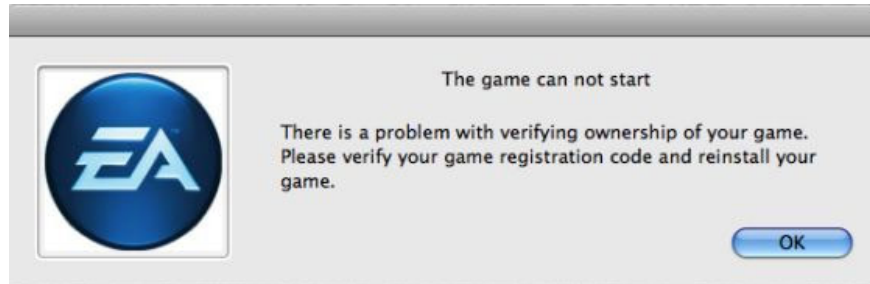 The game can not start
There is a problem with verifying ownership of your game.
Please verify your game registration code and reinstall your
game.
EA
OK